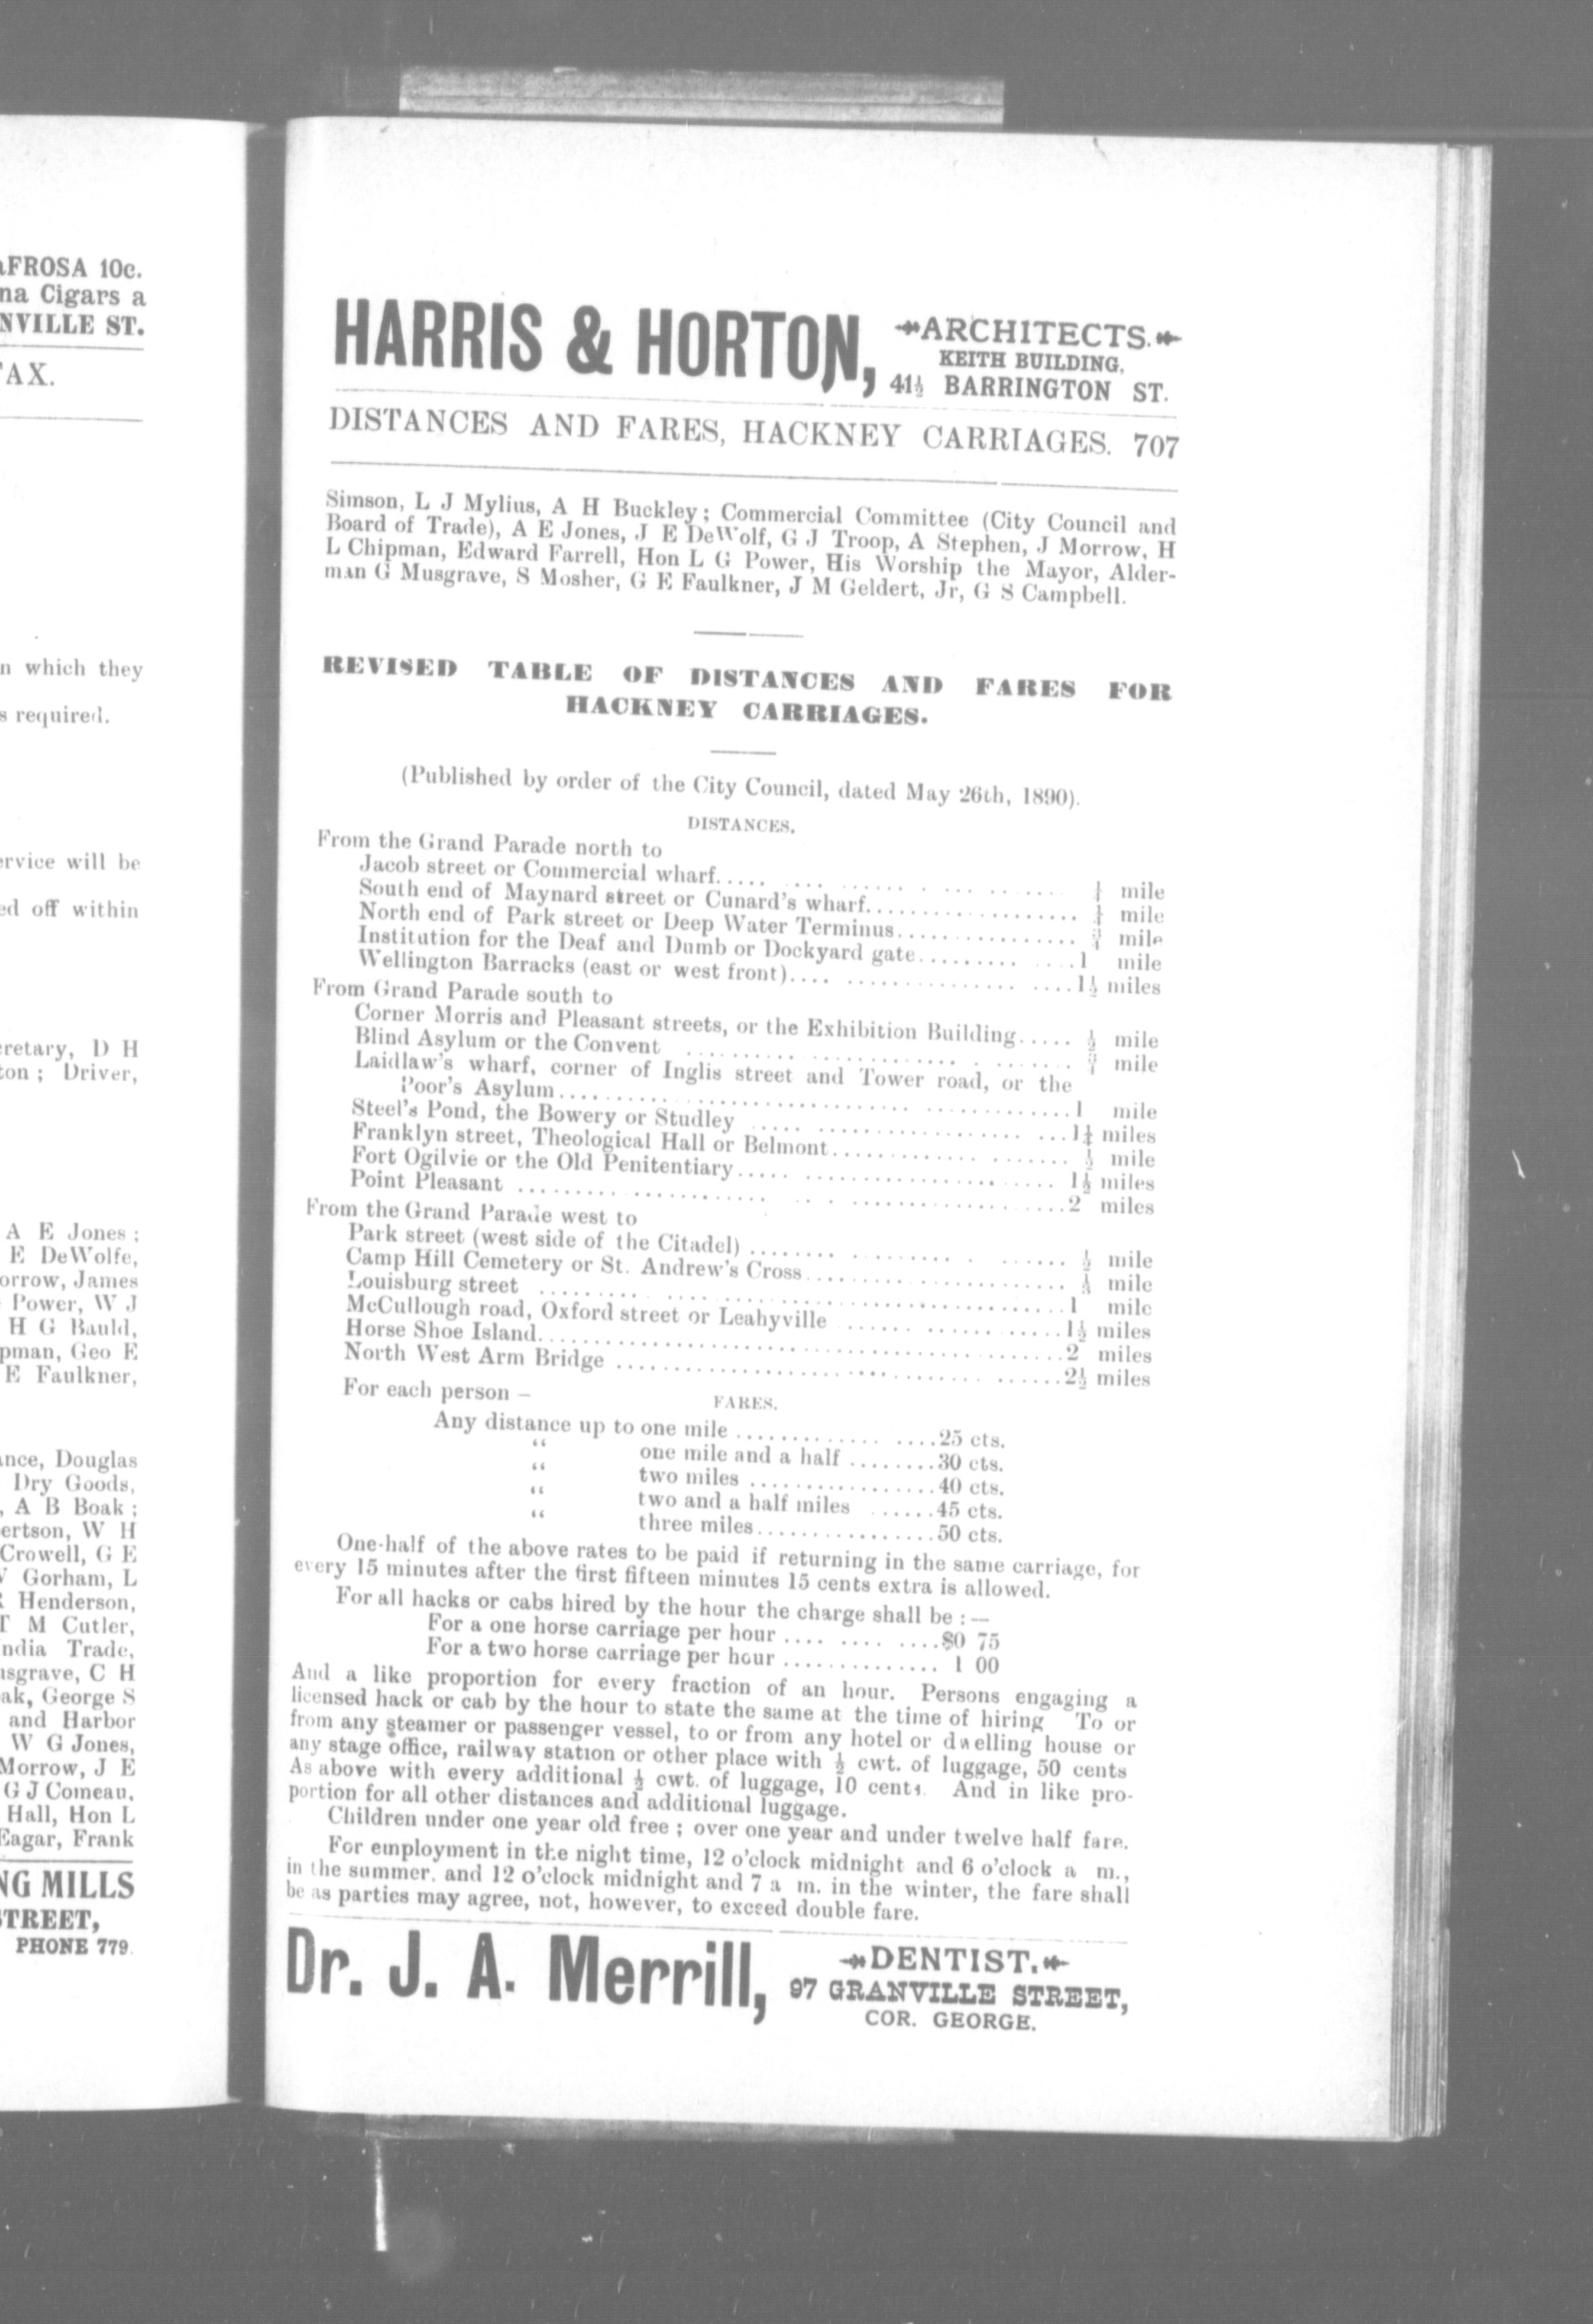 FROSA 10c.
na Cigars a
NVILLE ST.
AX.
n which they
s required.
ervice will be
ed off within
cretary, D H
ton ; Driver,
A E Jones ;
E DeWolfe,
orrow, James
Power, W J
H G Bauld,
pman, Geo E
E Faulkner,
ance, Douglas
Dry Goods,
, A B Boak ;
ertson, W H
Crowell, G E
Gorham, L
Henderson,
T M Cutler,
India Trade,
usgrave, C H
oak, George S
and Harbor
W G Jones,
Morrow, J E
G J Comeau,
Hall, Hon L
Eagar, Frank
NG MILLS
STREET,
PHONE 779.
HARRIS & HORTON, ARCHITECTS.
KEITH BUILDING,
41½ BARRINGTON ST.
DISTANCES AND FARES, HACKNEY CARRIAGES. 707
Simson, L J Mylius, A H Buckley ; Commercial Committee (City Council and
Board of Trade), A E Jones, J E DeWolf, G J Troop, A Stephen, J Morrow, H
L Chipman, Edward Farrell, Hon L G Power, His Worship the Mayor, Alder-
man G Musgrave, S Mosher, G E Faulkner, J M Geldert, Jr, G S Campbell.
REVISED TABLE OF DISTANCES AND FARES FOR
HACKNEY CARRIAGES.
(Published by order of the City Council, dated May 26th, 1890).
DISTANCES.
From the Grand Parade north to
Jacob street or Commercial wharf..... ... ...... ... .. .... mile
South end of Maynard street or Cunard's wharf.................... mile
North end of Park street or Deep Water Terminus................ ¾ mile
Institution for the Deaf and Dumb or Dockyard gate......... ....1 mile
Wellington Barracks (east or west front).... ............... ....1½ miles
From Grand Parade south to
Corner Morris and Pleasant streets, or the Exhibition Building..... ½ mile
Blind Asylum or the Convent .......... ............ . ....... ¾ mile
Laidlaw's wharf, corner of Inglis street and Tower road, or the
Poor's Asylum.......................................1 mile
Steel's Pond, the Bowery or Studley ..... ................... ...1¼ miles
Franklyn street, Theological Hall or Belmont............ ....... ½ mile
Fort Ogilvie or the Old Penitentiary..... ........................ 1½ miles
Point Pleasant ......................... .. . ..................2 miles
From the Grand Parade west to
Park street (west side of the Citadel) ........ ......... . ...... ½ mile
Camp Hill Cemetery or St. Andrew's Cross........................ mile
Louisburg street .......... ....................................1 mile
McCullough road, Oxford street or Leahyville ...... ..............1½ miles
Horse Shoe Island..................................................2 miles
North West Arm Bridge ............................ ......2½ miles
For each person — FARES.
Any distance up to one mile ............. ....25 cts.
“ one mile and a half ........30 cts.
“ two miles .................40 cts.
“ two and a half miles ......45 cts.
“ three miles................50 cts.
One-half of the above rates to be paid if returning in the same carriage, for
every 15 minutes after the first fifteen minutes 15 cents extra is allowed.
For all hacks or cabs hired by the hour the charge shall be :—
For a one horse carriage per hour .... .... ....$0 75
For a two horse carriage per hour .............. 1 00
And a like proportion for every fraction of an hour. Persons engaging a
licensed hack or cab by the hour to state the same at the time of hiring To or
from any steamer or passenger vessel, to or from any hotel or dwelling house or
any stage office, railway station or other place with ½ cwt. of luggage, 50 cents
As above with every additional ½ cwt. of luggage, 10 cents. And in like pro-
portion for all other distances and additional luggage.
Children under one year old free ; over one year and under twelve half fare.
For employment in the night time, 12 o'clock midnight and 6 o'clock a m.,
in the summer, and 12 o'clock midnight and 7 a m. in the winter, the fare shall
be as parties may agree, not, however, to exceed double fare.
Dr. J. A. Merrill, DENTIST.
97 GRANVILLE STREET,
COR. GEORGE.